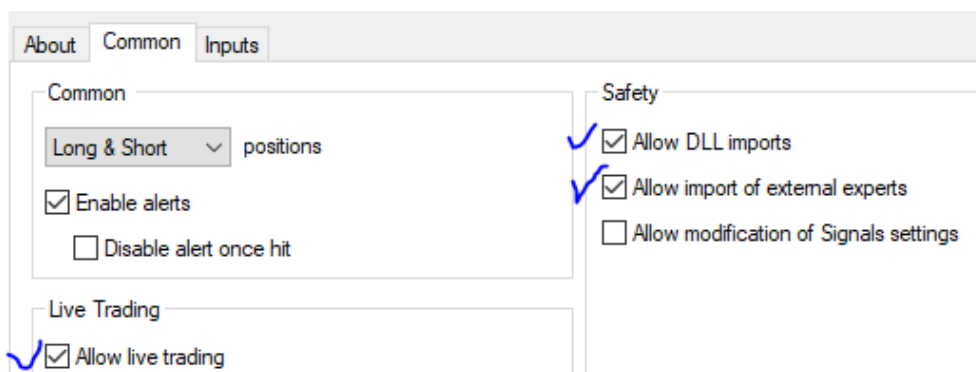 About Common Inputs
Common
Long & Short positions
Enable alerts
Disable alert once hit
Live Trading
Allow live trading
Safety
Allow DLL imports
Allow import of external experts
Allow modification of Signals settings